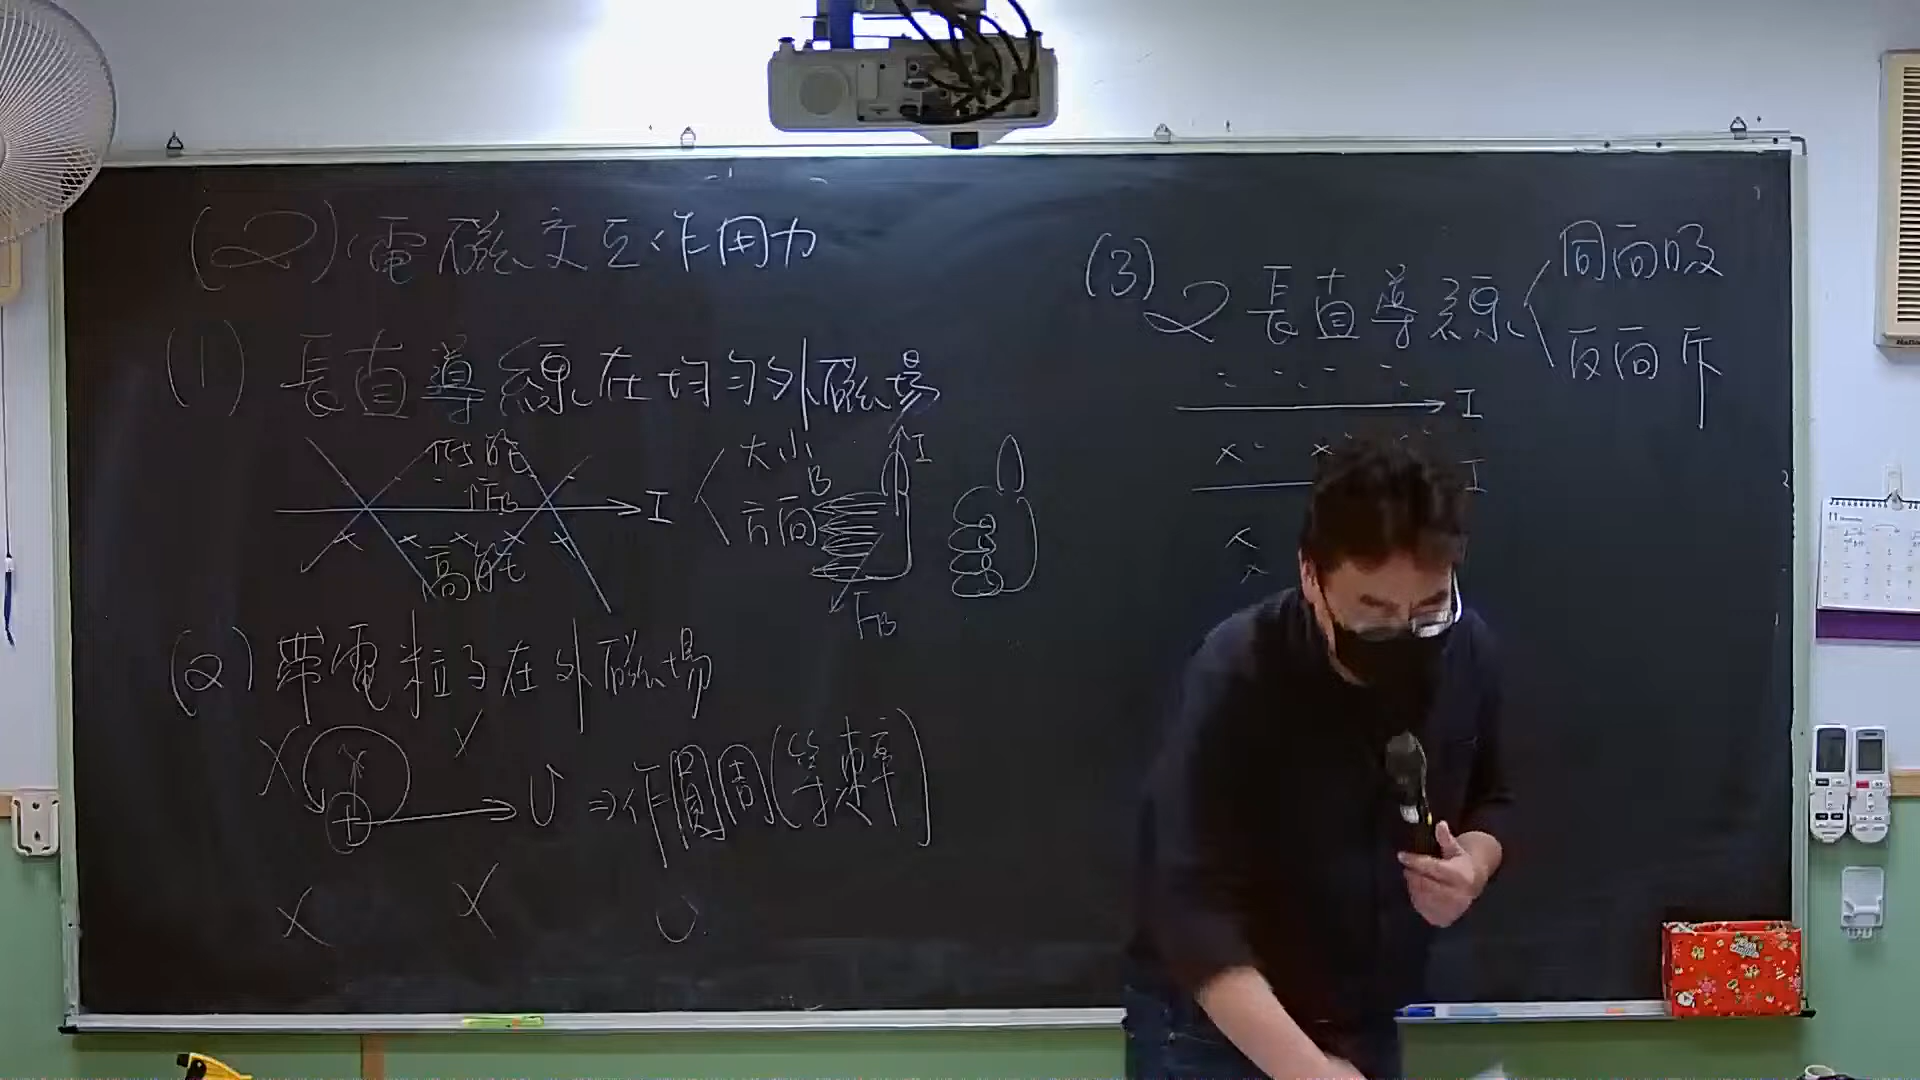 (2) 電磁交互作用力
(1) 長直導線在均勻外磁場
低能
F_B
I
高能
大小
方向
B
I
F_B
(2) 帶電粒子在外磁場
X X X
+
υ ⇒ 作圓周(等速率)
X X υ
(3) 2長直導線
同向吸
反向斥
I
x x
I
x
x